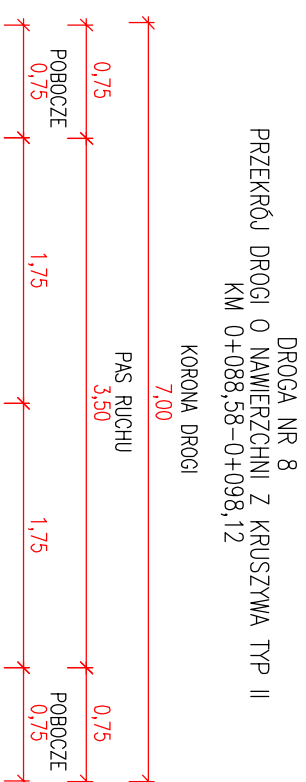 DROGA NR 8
PRZEKRÓJ DROGI O NAWIERZCHNI Z KRUSZYWA TYP II
KM 0+088,58-0+098,12
KORONA DROGI
7,00
PAS RUCHU
0,75
3,50
0,75
POBOCZE
POBOCZE
0,75
1,75
1,75
0,75